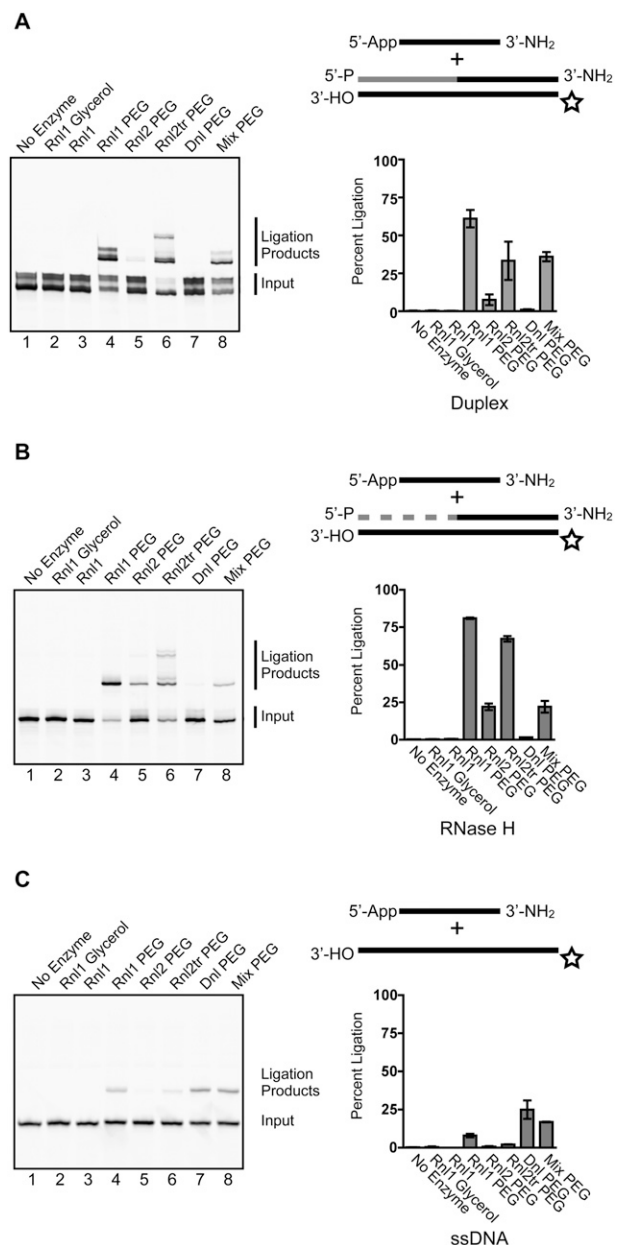 A
5'-App 3'-NH2
+
5'-P 3'-NH2
3'-HO
No Enzyme
Rnl1 Glycerol
Rnl1
Rnl1 PEG
Rnl2 PEG
Rnl2tr PEG
Dnl PEG
Mix PEG
Ligation
Products
Input
1 2 3 4 5 6 7 8
Percent Ligation
100
75
50
25
0
No Enzyme
Rnl1 Glycerol
Rnl1
Rnl1 PEG
Rnl2 PEG
Rnl2tr PEG
Dnl PEG
Mix PEG
Duplex
B
5'-App 3'-NH2
+
5'-P 3'-NH2
3'-HO
No Enzyme
Rnl1 Glycerol
Rnl1
Rnl1 PEG
Rnl2 PEG
Rnl2tr PEG
Dnl PEG
Mix PEG
Ligation
Products
Input
1 2 3 4 5 6 7 8
Percent Ligation
100
75
50
25
0
No Enzyme
Rnl1 Glycerol
Rnl1
Rnl1 PEG
Rnl2 PEG
Rnl2tr PEG
Dnl PEG
Mix PEG
RNase H
C
5'-App 3'-NH2
+
3'-HO
No Enzyme
Rnl1 Glycerol
Rnl1
Rnl1 PEG
Rnl2 PEG
Rnl2tr PEG
Dnl PEG
Mix PEG
Ligation
Products
Input
1 2 3 4 5 6 7 8
Percent Ligation
100
75
50
25
0
No Enzyme
Rnl1 Glycerol
Rnl1
Rnl1 PEG
Rnl2 PEG
Rnl2tr PEG
Dnl PEG
Mix PEG
ssDNA